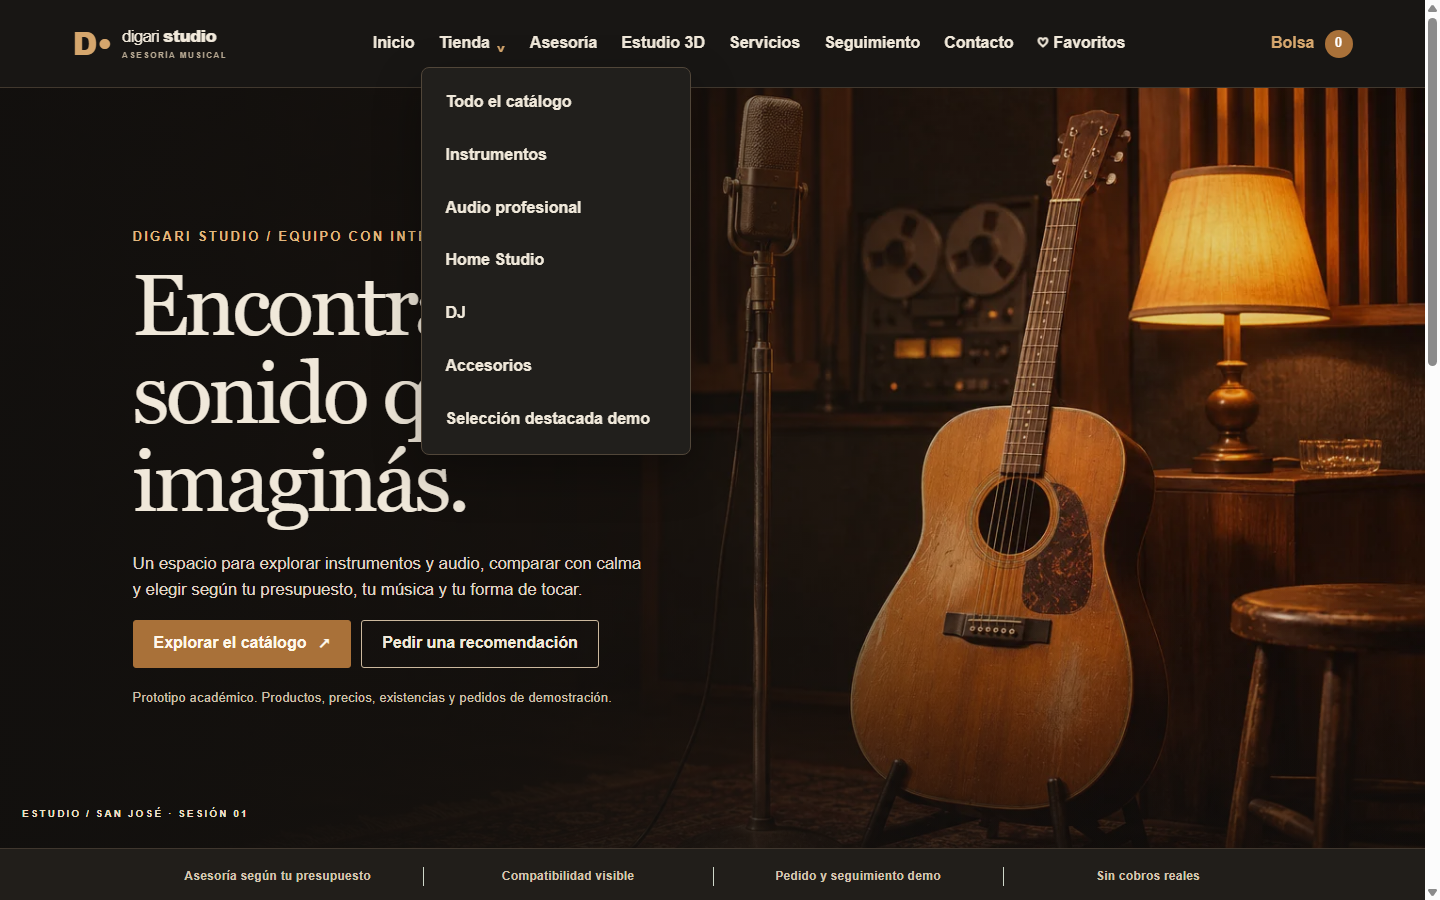 D• digari studio
ASESORÍA MUSICAL
Inicio
Tienda v
Asesoría
Estudio 3D
Servicios
Seguimiento
Contacto
♡ Favoritos
Bolsa 0
Todo el catálogo
Instrumentos
Audio profesional
Home Studio
DJ
Accesorios
Selección destacada demo
DIGARI STUDIO / EQUIPO CON
Encontr
sonido
imaginás.
Un espacio para explorar instrumentos y audio, comparar con calma
y elegir según tu presupuesto, tu música y tu forma de tocar.
Explorar el catálogo ↗
Pedir una recomendación
Prototipo académico. Productos, precios, existencias y pedidos de demostración.
ESTUDIO / SAN JOSÉ · SESIÓN 01
Asesoría según tu presupuesto
Compatibilidad visible
Pedido y seguimiento demo
Sin cobros reales